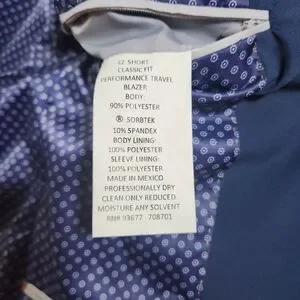 42 SHORT
CLASSIC FIT
PERFORMANCE TRAVEL
BLAZER
BODY:
90% POLYESTER
® SORBTEK
10% SPANDEX
BODY LINING:
100% POLYESTER
SLEEVE LINING:
100% POLYESTER
MADE IN MEXICO
PROFESSIONALLY DRY
CLEAN ONLY REDUCED
MOISTURE ANY SOLVENT
RN# 93677 708701